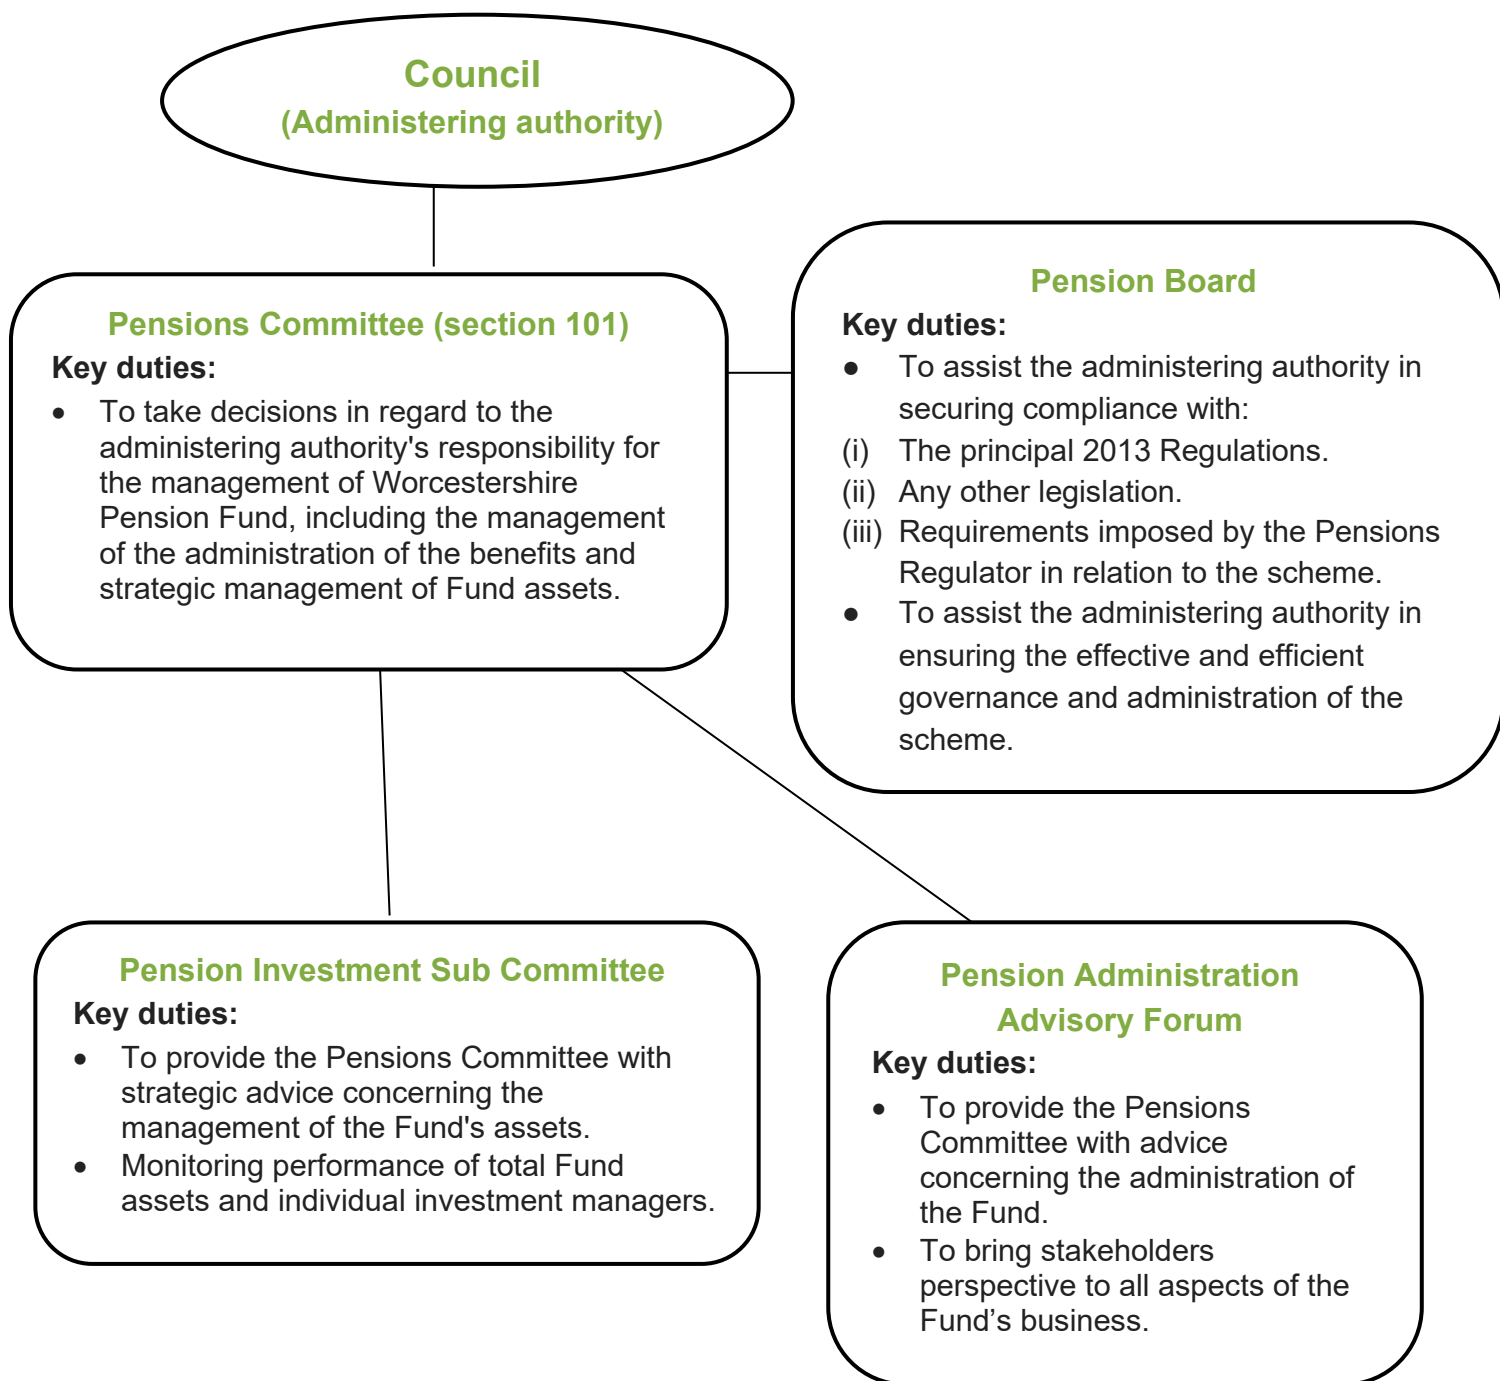 Council
(Administering authority)
Pensions Committee (section 101)
Key duties:
• To take decisions in regard to the
administering authority's responsibility for
the management of Worcestershire
Pension Fund, including the management
of the administration of the benefits and
strategic management of Fund assets.
Pension Board
Key duties:
● To assist the administering authority in
securing compliance with:
(i) The principal 2013 Regulations.
(ii) Any other legislation.
(iii) Requirements imposed by the Pensions
Regulator in relation to the scheme.
● To assist the administering authority in
ensuring the effective and efficient
governance and administration of the
scheme.
Pension Investment Sub Committee
Key duties:
• To provide the Pensions Committee with
strategic advice concerning the
management of the Fund's assets.
• Monitoring performance of total Fund
assets and individual investment managers.
Pension Administration
Advisory Forum
Key duties:
• To provide the Pensions
Committee with advice
concerning the administration of
the Fund.
• To bring stakeholders
perspective to all aspects of the
Fund’s business.